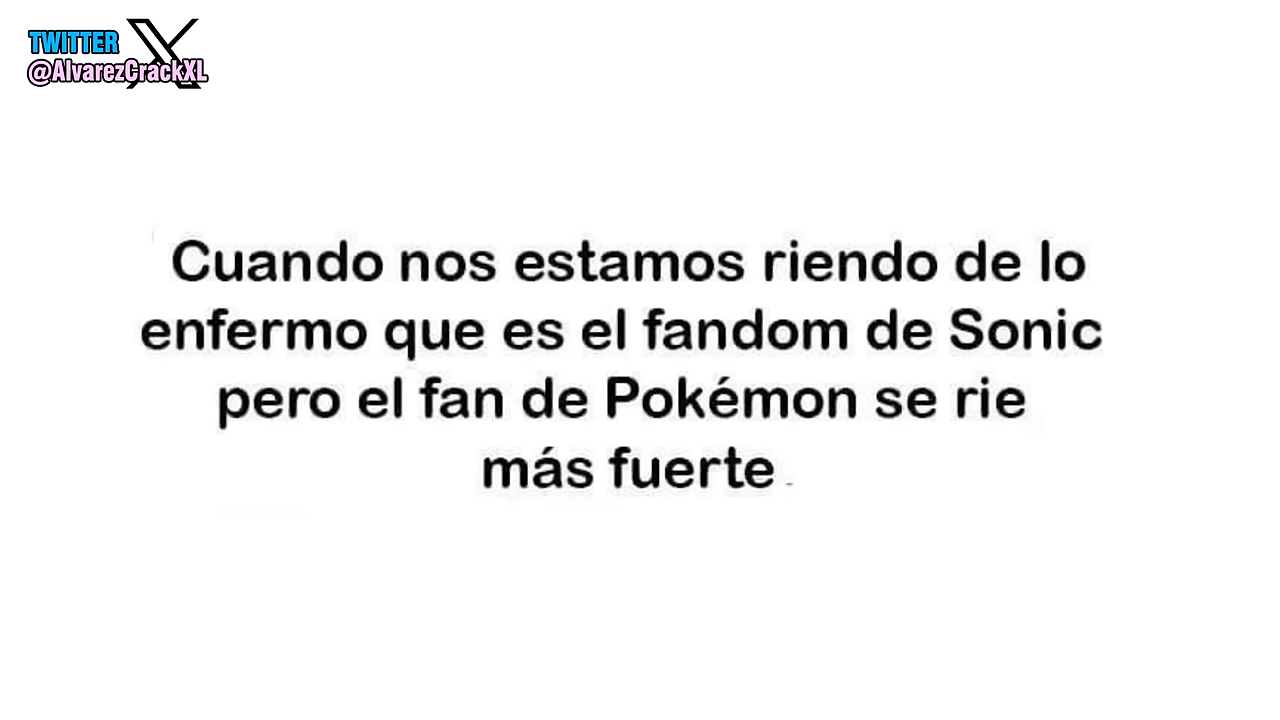 TWITTER
@AlvarezCrackXL
Cuando nos estamos riendo de lo
enfermo que es el fandom de Sonic
pero el fan de Pokémon se rie
más fuerte